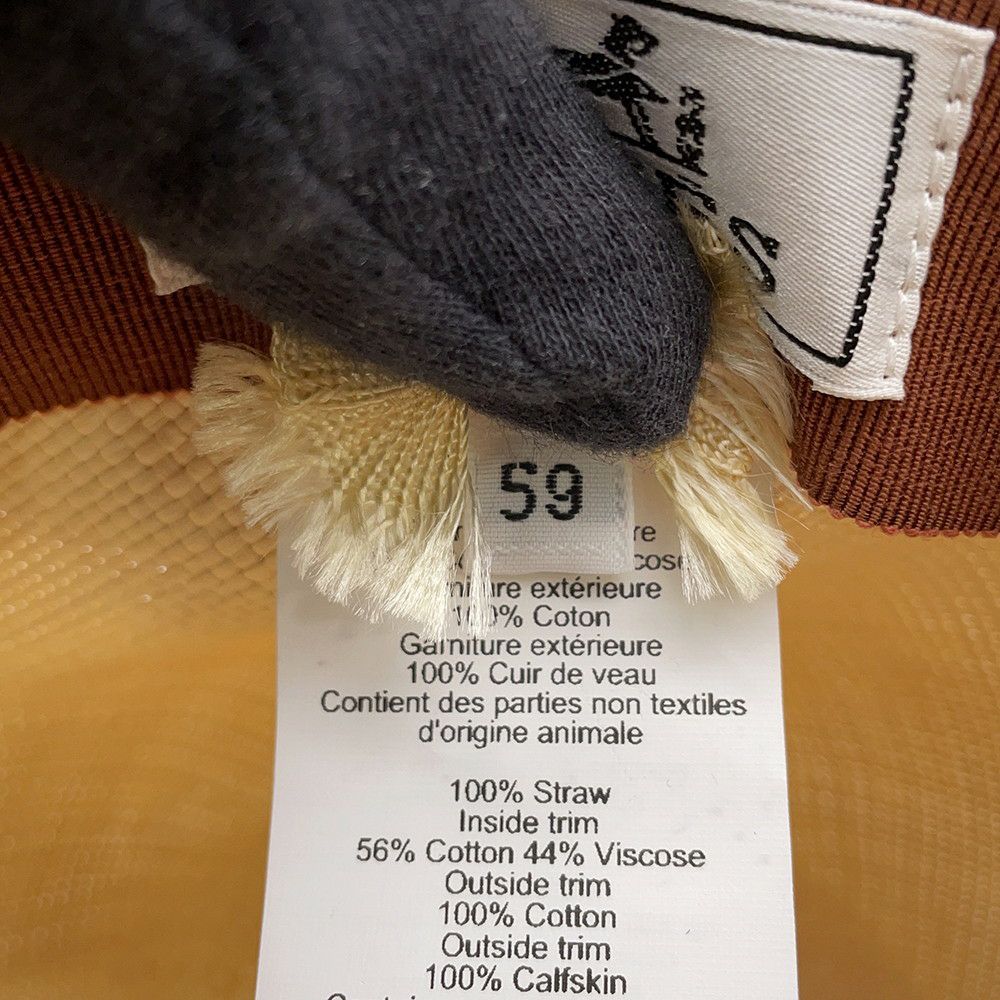 59
extérieure
100% Coton
Garniture extérieure
100% Cuir de veau
Contient des parties non textiles
d'origine animale
100% Straw
Inside trim
56% Cotton 44% Viscose
Outside trim
100% Cotton
Outside trim
100% Calfskin